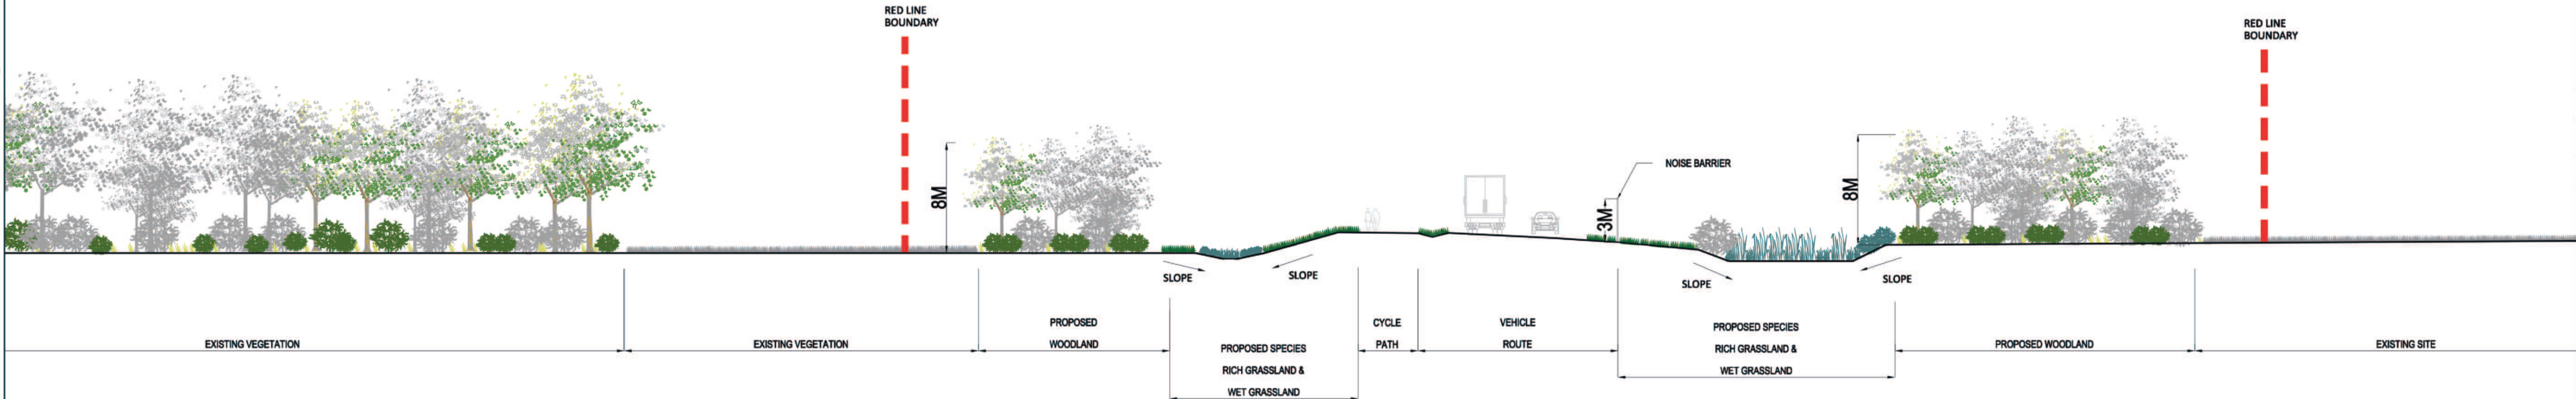 RED LINE
BOUNDARY
RED LINE
BOUNDARY
8M
NOISE BARRIER
3M
8M
SLOPE
SLOPE
SLOPE
SLOPE
EXISTING VEGETATION
EXISTING VEGETATION
PROPOSED
WOODLAND
PROPOSED SPECIES
RICH GRASSLAND &
WET GRASSLAND
CYCLE
PATH
VEHICLE
ROUTE
PROPOSED SPECIES
RICH GRASSLAND &
WET GRASSLAND
PROPOSED WOODLAND
EXISTING SITE